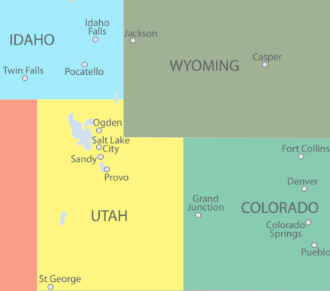 Idaho
Falls
IDAHO
Jackson
Casper
WYOMING
Twin Falls
Pocatello
Ogden
Salt Lake
City
Sandy
Provo
Fort Collins
Denver
Grand
Junction
COLORADO
UTAH
Colorado
Springs
Pueblo
St George